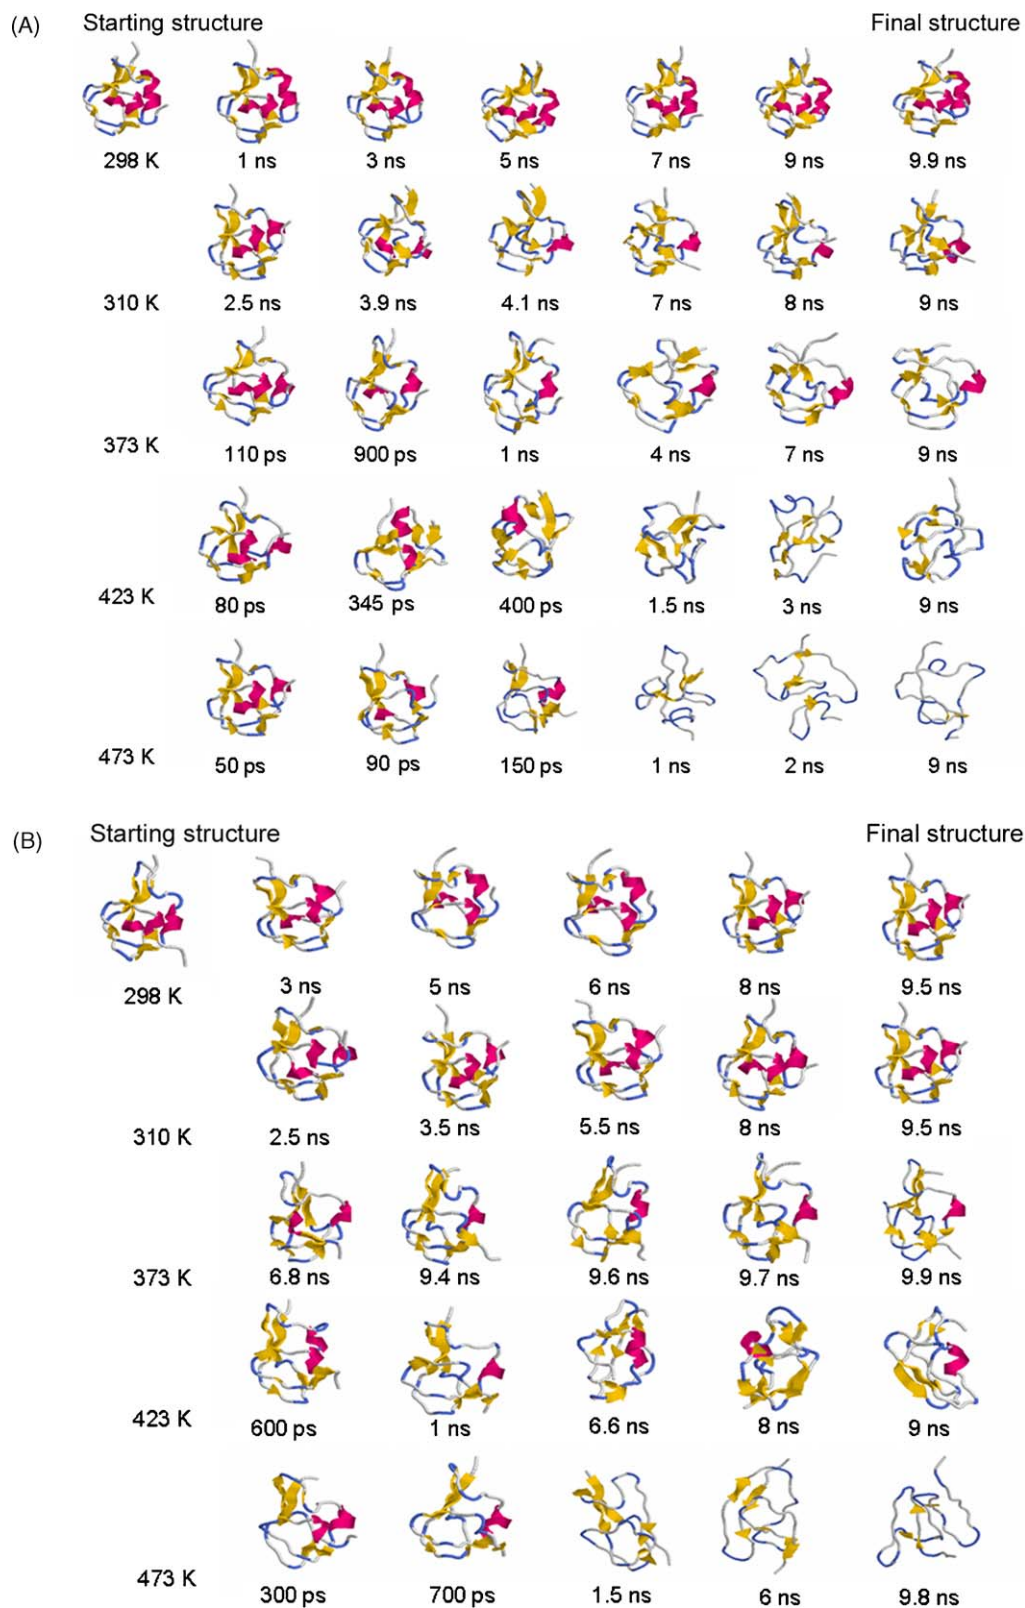 (A) Starting structure Final structure
298 K 1 ns 3 ns 5 ns 7 ns 9 ns 9.9 ns
310 K 2.5 ns 3.9 ns 4.1 ns 7 ns 8 ns 9 ns
373 K 110 ps 900 ps 1 ns 4 ns 7 ns 9 ns
423 K 80 ps 345 ps 400 ps 1.5 ns 3 ns 9 ns
473 K 50 ps 90 ps 150 ps 1 ns 2 ns 9 ns
(B) Starting structure Final structure
298 K 3 ns 5 ns 6 ns 8 ns 9.5 ns
310 K 2.5 ns 3.5 ns 5.5 ns 8 ns 9.5 ns
373 K 6.8 ns 9.4 ns 9.6 ns 9.7 ns 9.9 ns
423 K 600 ps 1 ns 6.6 ns 8 ns 9 ns
473 K 300 ps 700 ps 1.5 ns 6 ns 9.8 ns